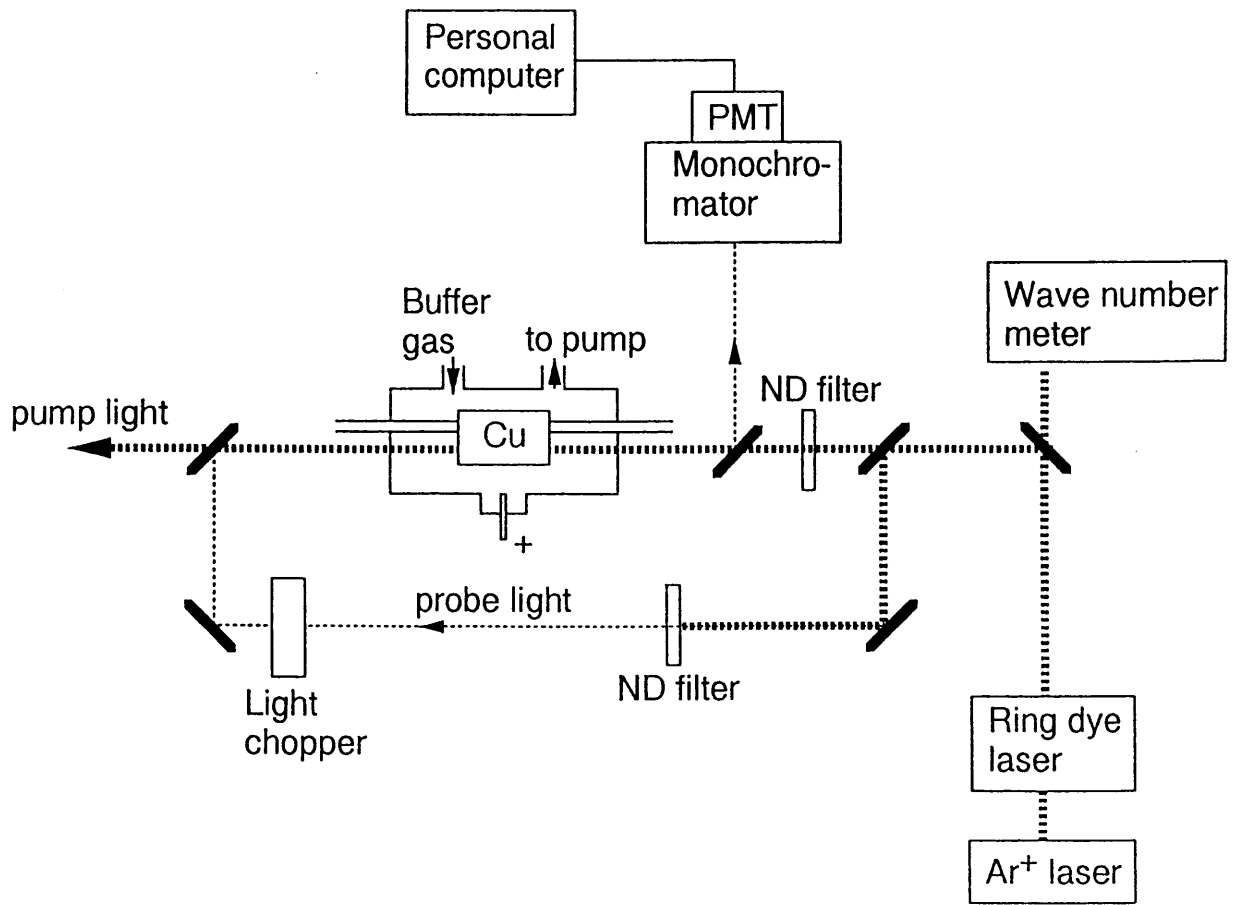 Personal
computer
PMT
Monochro-
mator
Wave number
meter
Buffer
gas
to pump
ND filter
pump light
Cu
+
probe light
ND filter
Light
chopper
Ring dye
laser
Ar+ laser